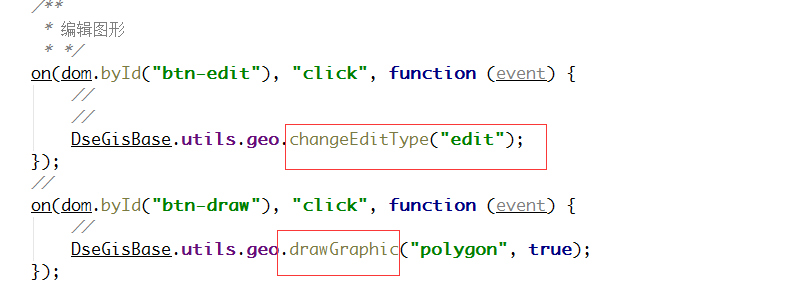 /**
* 编辑图形
* */
on(dom.byId("btn-edit"), "click", function (event) {
//
//
DseGisBase.utils.geo.changeEditType("edit");
});
//
on(dom.byId("btn-draw"), "click", function (event) {
//
DseGisBase.utils.geo.drawGraphic("polygon", true);
});